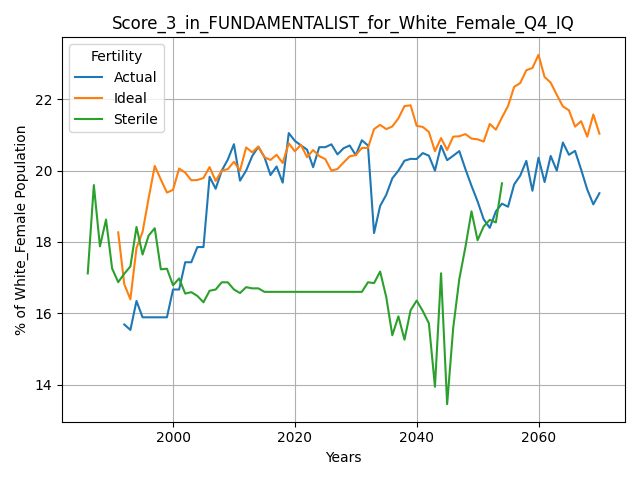 Score_3_in_FUNDAMENTALIST_for_White_Female_Q4_IQ
Fertility
Actual
Ideal
Sterile
% of White_Female Population
22
20
18
16
14
2000
2020
2040
2060
Years